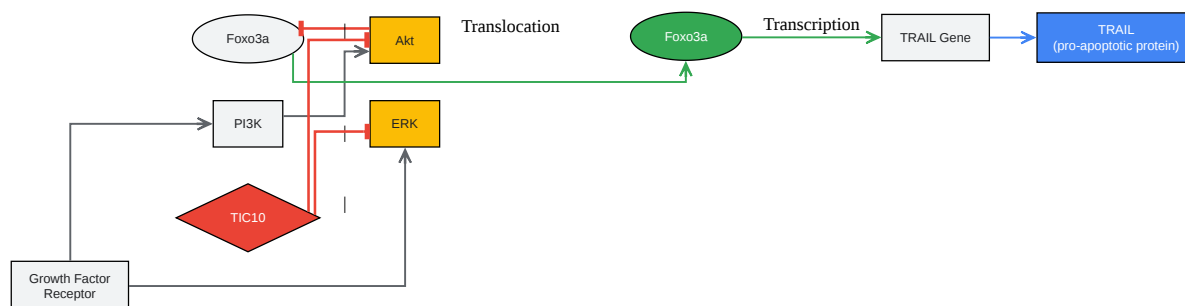 Foxo3a
Akt
Translocation
Foxo3a
Transcription
TRAIL Gene
TRAIL
(pro-apoptotic protein)
PI3K
ERK
TIC10
Growth Factor
Receptor